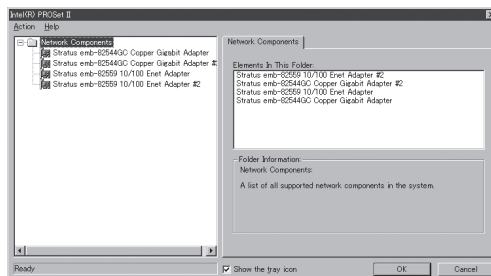 Intel(R) PROSet II
Action Help
Network Components
Stratus emb-82544GC Copper Gigabit Adapter
Stratus emb-82544GC Copper Gigabit Adapter #
Stratus emb-82559 10/100 Enet Adapter
Stratus emb-82559 10/100 Enet Adapter #2
Network Components
Elements In This Folder:
Stratus emb-82559 10/100 Enet Adapter #2
Stratus emb-82544GC Copper Gigabit Adapter #2
Stratus emb-82559 10/100 Enet Adapter
Stratus emb-82544GC Copper Gigabit Adapter
Folder Information:
Network Components:
A list of all supported network components in the system.
Ready
Show the tray icon
OK
Cancel